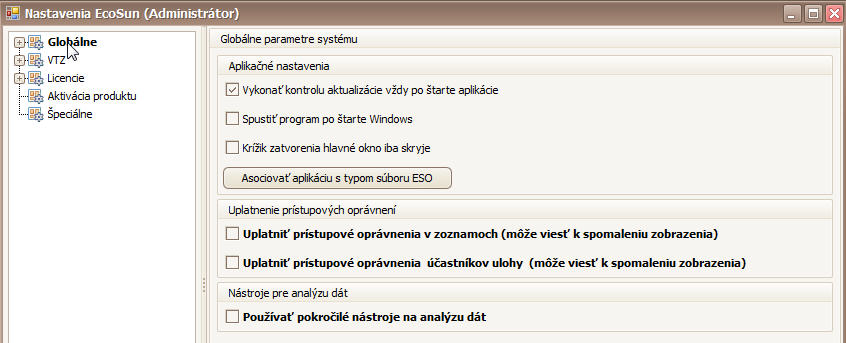 Nastavenia EcoSun (Administrátor)
Globálne
VTZ
Licencie
Aktivácia produktu
Špeciálne
Globálne parametre systému
Aplikačné nastavenia
Vykonať kontrolu aktualizácie vždy po štarte aplikácie
Spustiť program po štarte Windows
Krížik zatvorenia hlavné okno iba skryje
Asociovať aplikáciu s typom súboru ESO
Uplatnenie prístupových oprávnení
Uplatniť prístupové oprávnenia v zoznamoch (môže viesť k spomaleniu zobrazenia)
Uplatniť prístupové oprávnenia účastníkov ulohy (môže viesť k spomaleniu zobrazenia)
Nástroje pre analýzu dát
Používať pokročilé nástroje na analýzu dát